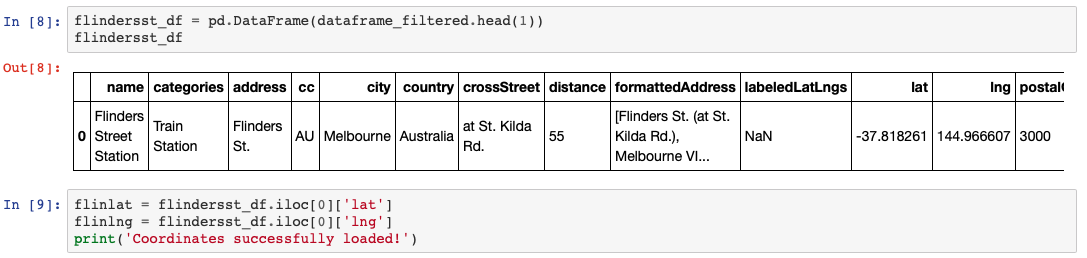 In [8]: flindersst_df = pd.DataFrame(dataframe_filtered.head(1))
flindersst_df
Out[8]:
name categories address cc city country crossStreet distance formattedAddress labeledLatLngs lat lng postal
0 Flinders Street Station Train Station Flinders St. AU Melbourne Australia at St. Kilda Rd. 55 [Flinders St. (at St. Kilda Rd.), Melbourne VI... NaN -37.818261 144.966607 3000
In [9]: flinlat = flindersst_df.iloc[0]['lat']
flinlng = flindersst_df.iloc[0]['lng']
print('Coordinates successfully loaded!')